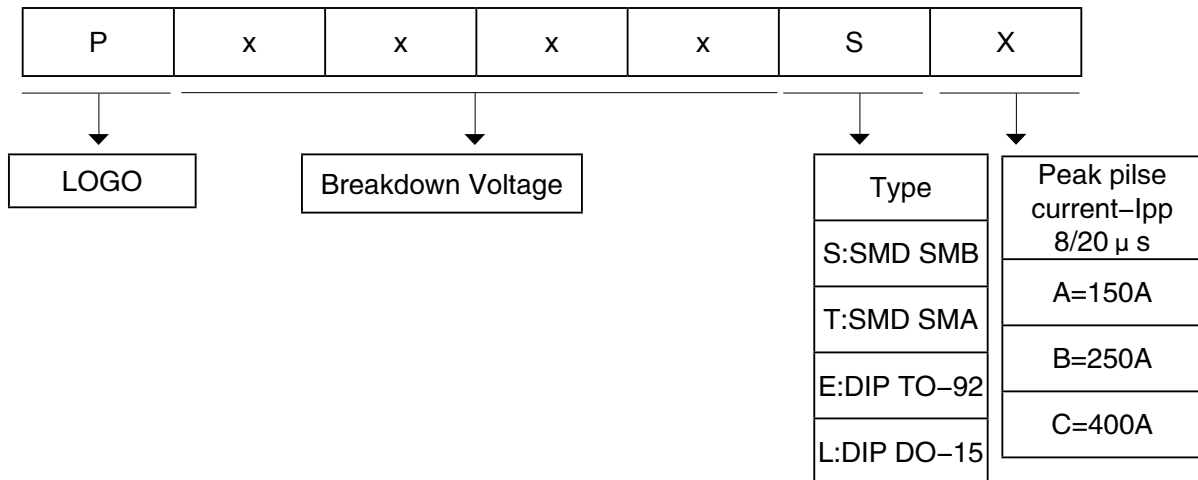 P x x x x S X
LOGO
Breakdown Voltage
Type
S:SMD SMB
T:SMD SMA
E:DIP TO–92
L:DIP DO–15
Peak pilse
current–Ipp
8/20 μ s
A=150A
B=250A
C=400A